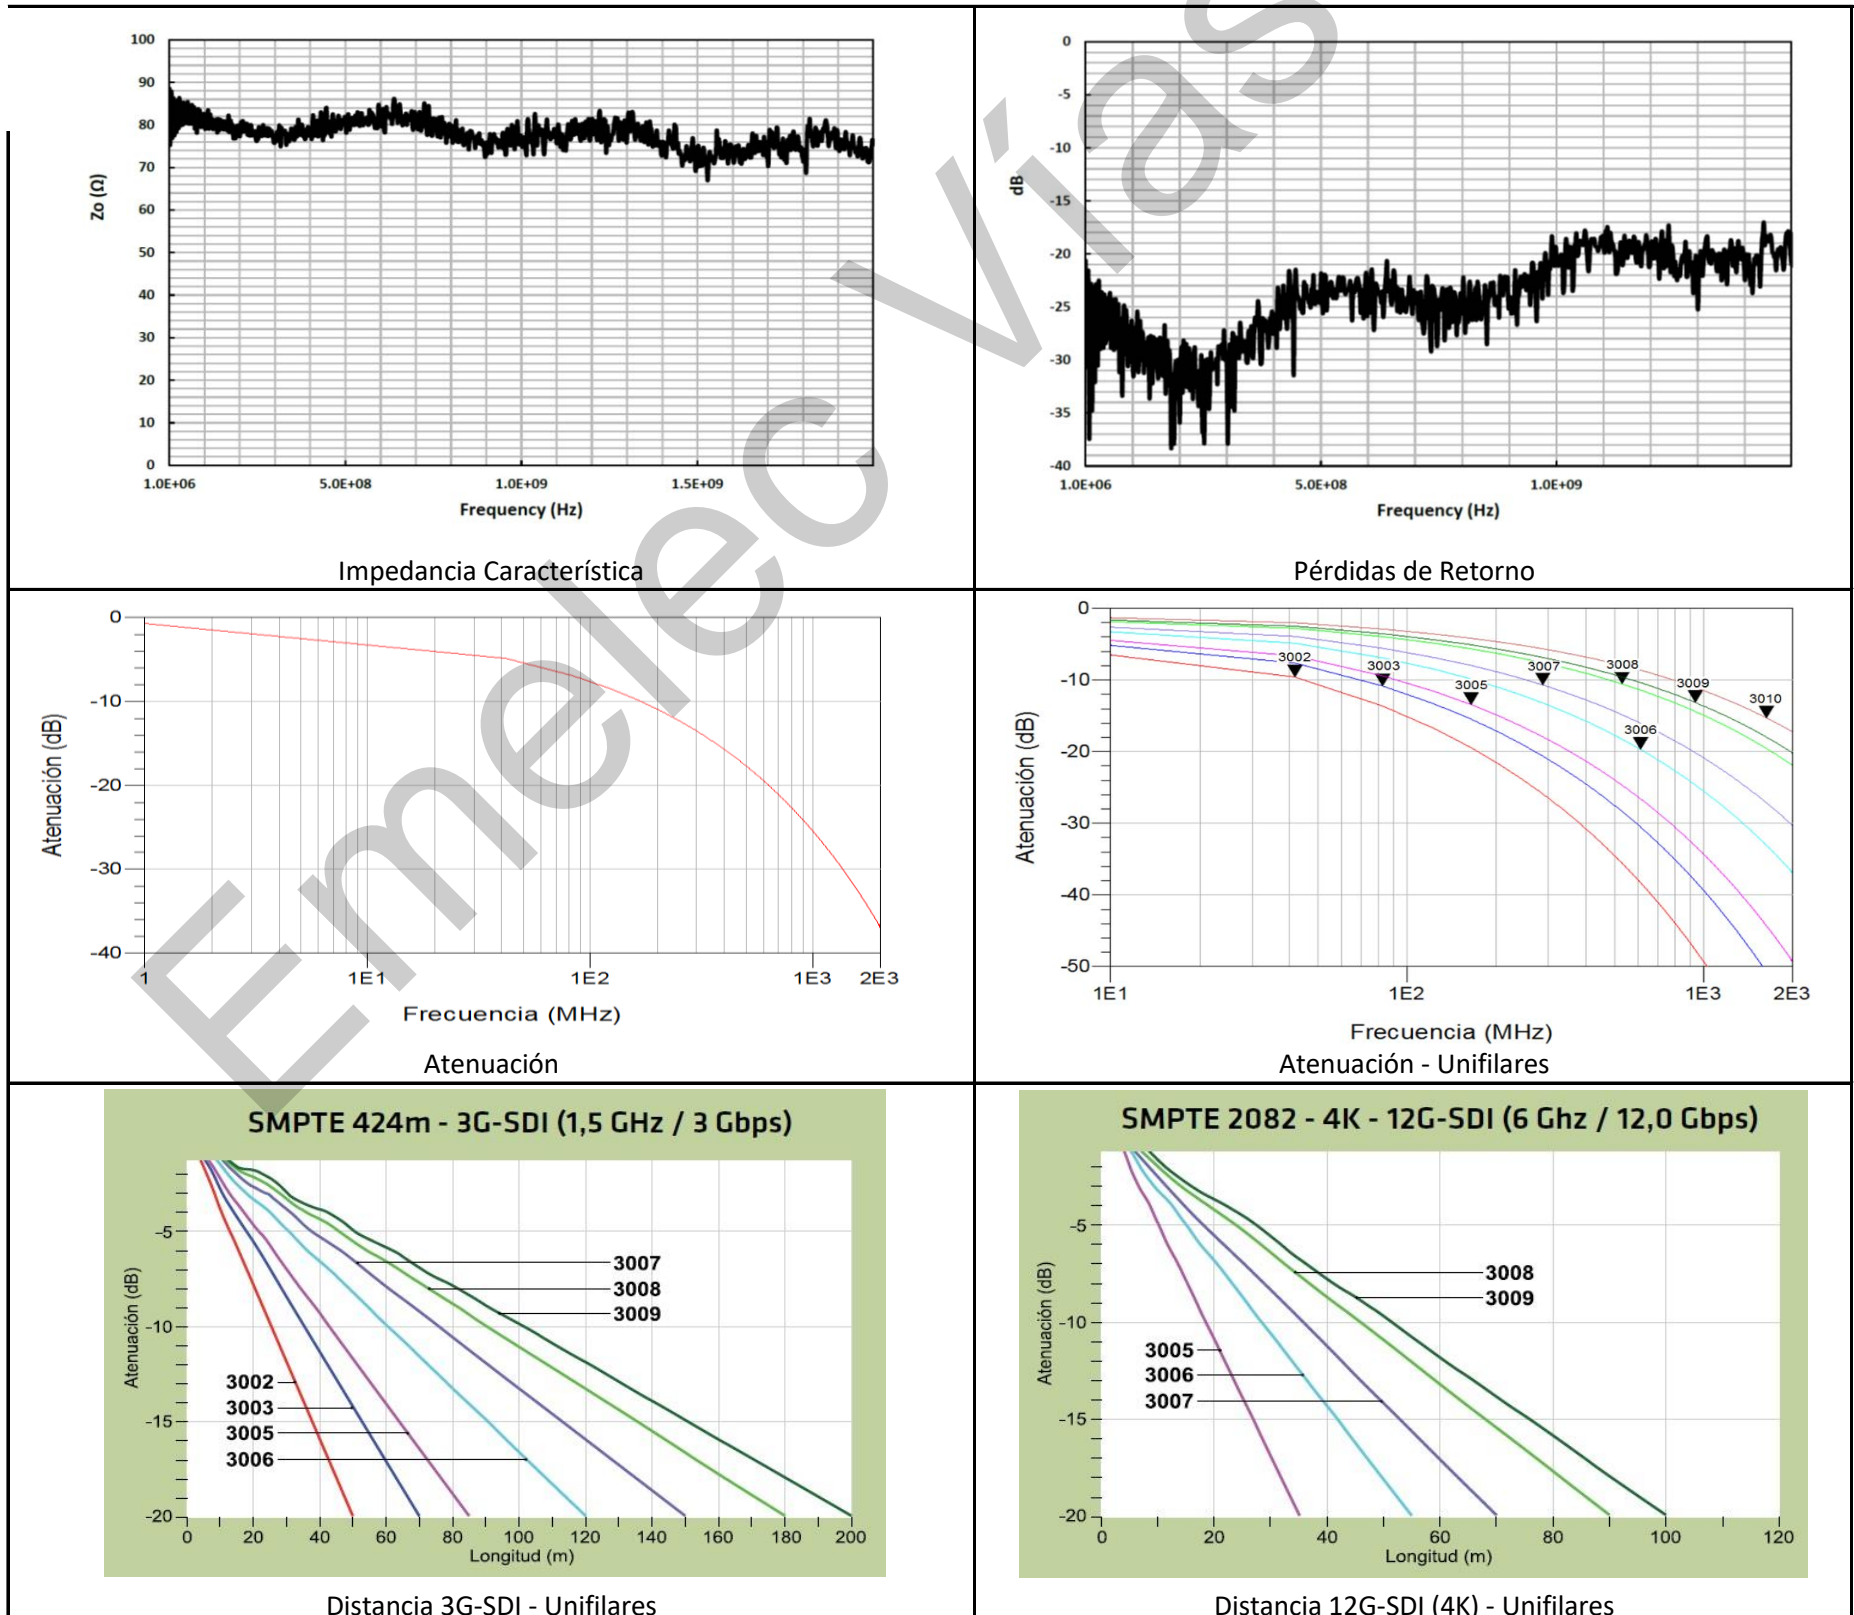 100
90
80
70
60
50
40
30
20
10
0
Zo (Ω)
1.0E+06 5.0E+08 1.0E+09 1.5E+09
Frequency (Hz)
Impedancia Característica
0
-5
-10
-15
-20
-25
-30
-35
-40
dB
1.0E+06 5.0E+08 1.0E+09
Frequency (Hz)
Pérdidas de Retorno
0
-10
-20
-30
-40
Atenuación (dB)
1 1E1 1E2 1E3 2E3
Frecuencia (MHz)
Atenuación
0
-10
-20
-30
-40
-50
Atenuación (dB)
3002
3003
3005
3007
3008
3006
3009
3010
1E1 1E2 1E3 2E3
Frecuencia (MHz)
Atenuación - Unifilares
SMPTE 424m - 3G-SDI (1,5 GHz / 3 Gbps)
-5
-10
-15
-20
Atenuación (dB)
3007
3008
3009
3002
3003
3005
3006
0 20 40 60 80 100 120 140 160 180 200
Longitud (m)
Distancia 3G-SDI - Unifilares
SMPTE 2082 - 4K - 12G-SDI (6 Ghz / 12,0 Gbps)
-5
-10
-15
-20
Atenuación (dB)
3008
3009
3005
3006
3007
0 20 40 60 80 100 120
Longitud (m)
Distancia 12G-SDI (4K) - Unifilares
Emelec Vías